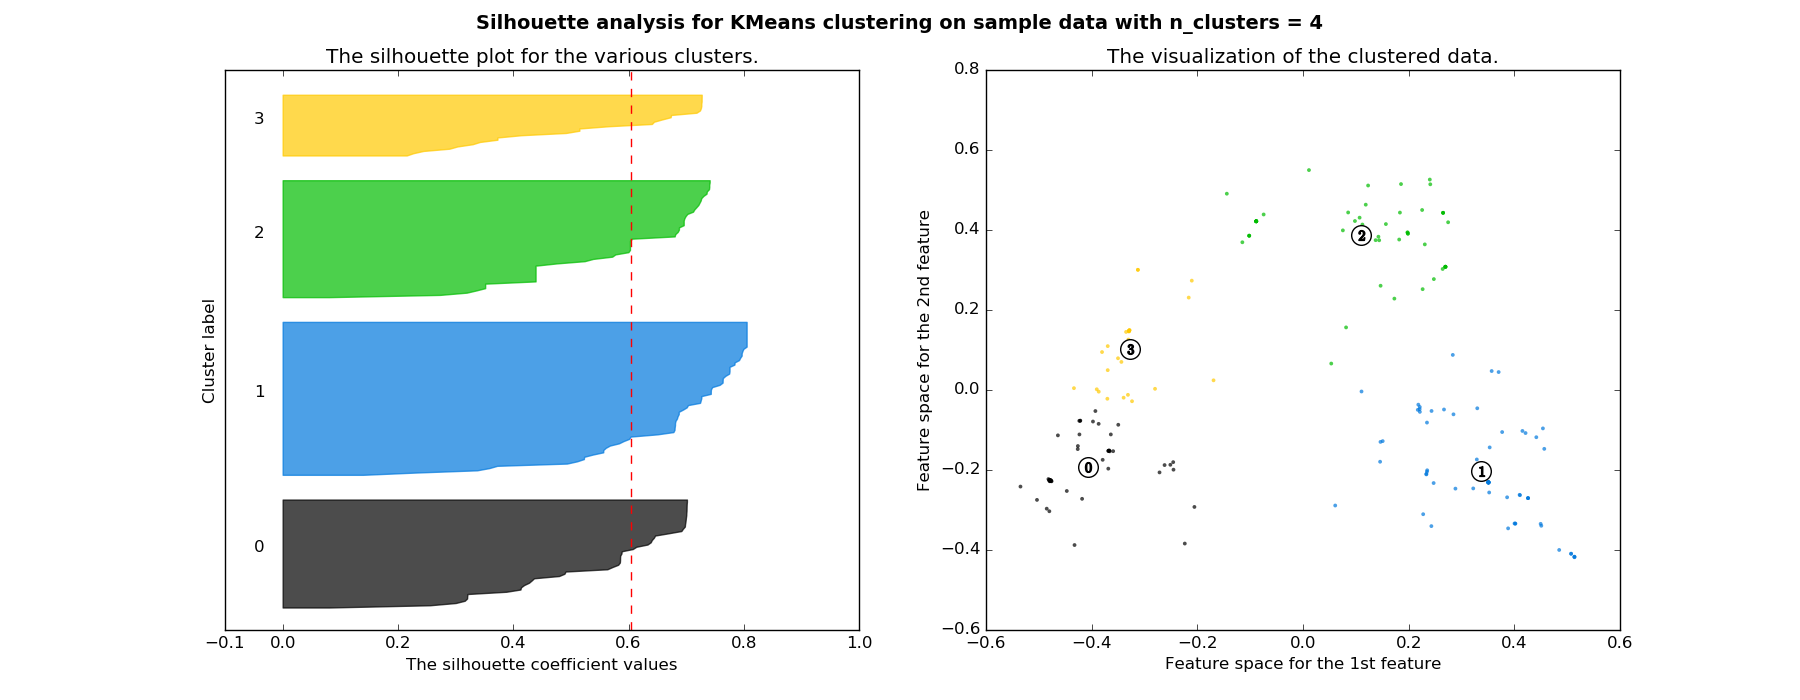 Silhouette analysis for KMeans clustering on sample data with n_clusters = 4
The silhouette plot for the various clusters.
3
2
1
0
Cluster label
−0.1 0.0 0.2 0.4 0.6 0.8 1.0
The silhouette coefficient values
The visualization of the clustered data.
0.8
0.6
0.4
0.2
0.0
−0.2
−0.4
−0.6
Feature space for the 2nd feature
2
3
0
1
−0.6 −0.4 −0.2 0.0 0.2 0.4 0.6
Feature space for the 1st feature